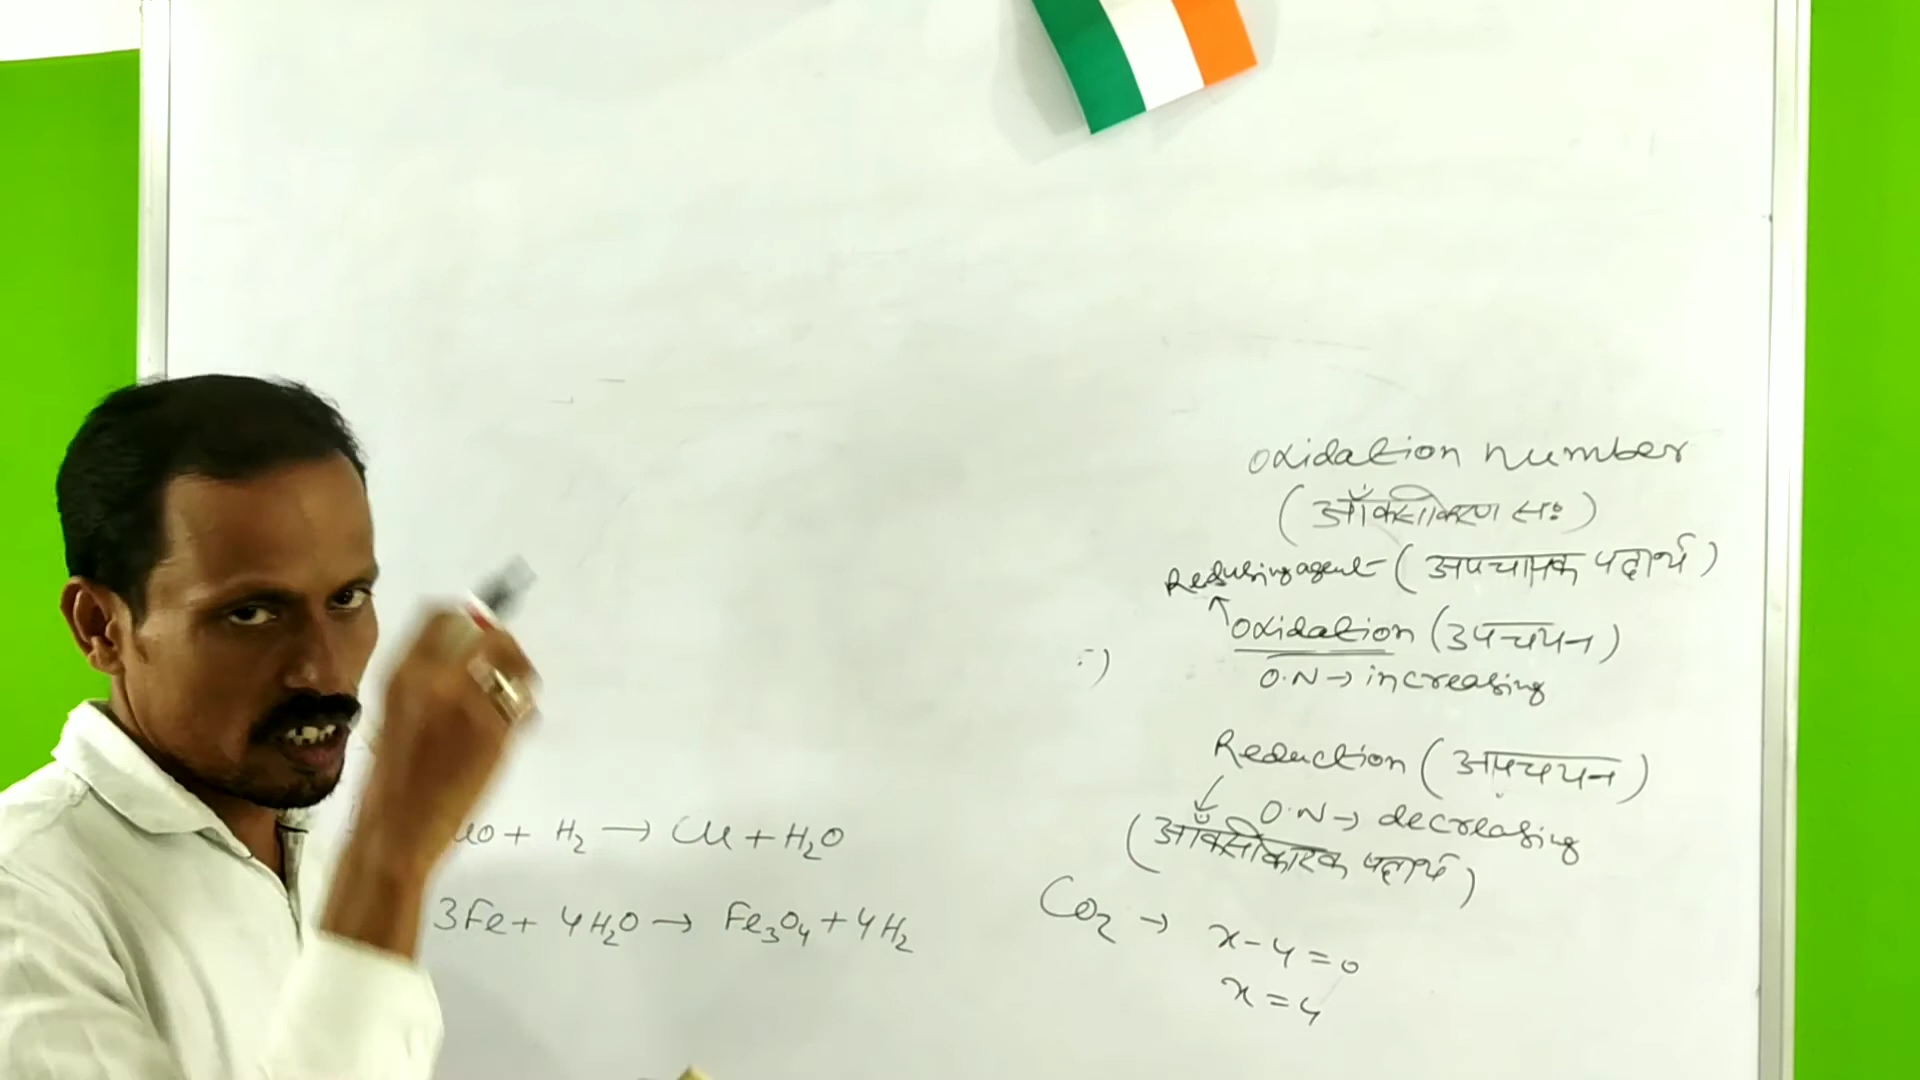 Oxidation number
(ऑक्सीकरण सं०)
Reducing agent (अपचायक पदार्थ)
Oxidation (उपचयन)
O.N → increasing
Reduction (अपचयन)
O.N → decreasing
(ऑक्सीकारक पदार्थ)
uO + H₂ → Cu + H₂O
3Fe + 4H₂O → Fe₃O₄ + 4H₂
CO₂ → x - 4 = 0
x = 4